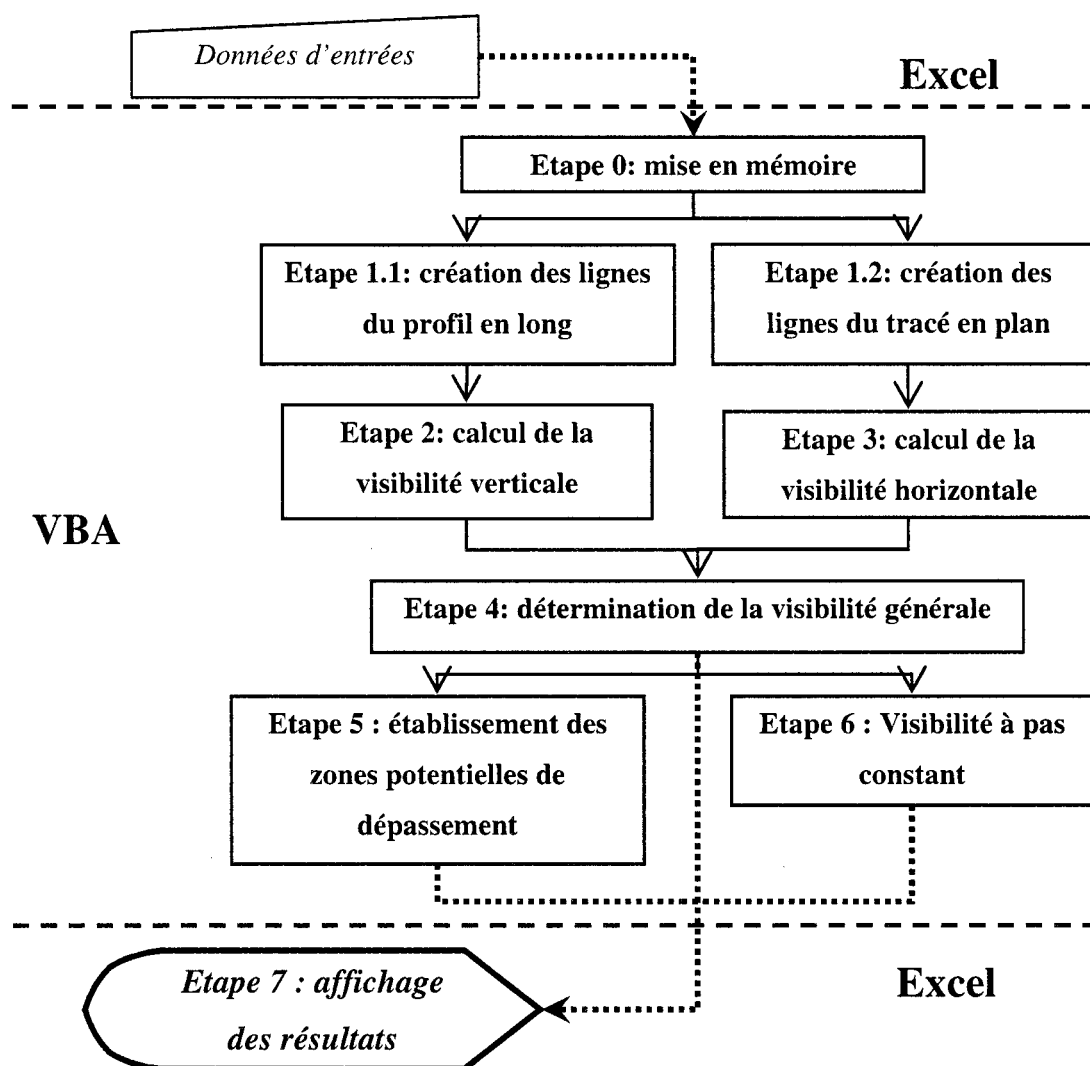 Données d'entrées
Excel
Etape 0: mise en mémoire
Etape 1.1: création des lignes
du profil en long
Etape 1.2: création des
lignes du tracé en plan
Etape 2: calcul de la
visibilité verticale
Etape 3: calcul de la
visibilité horizontale
VBA
Etape 4: détermination de la visibilité générale
Etape 5 : établissement des
zones potentielles de
dépassement
Etape 6 : Visibilité à pas
constant
Etape 7 : affichage
des résultats
Excel